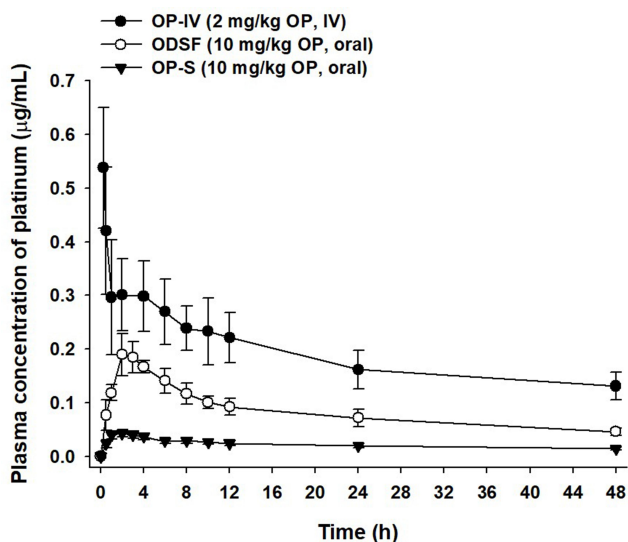 OP-IV (2 mg/kg OP, IV)
ODSF (10 mg/kg OP, oral)
OP-S (10 mg/kg OP, oral)
Plasma concentration of platinum (μg/mL)
0.7
0.6
0.5
0.4
0.3
0.2
0.1
0.0
0 4 8 12 16 20 24 28 32 36 40 44 48
Time (h)